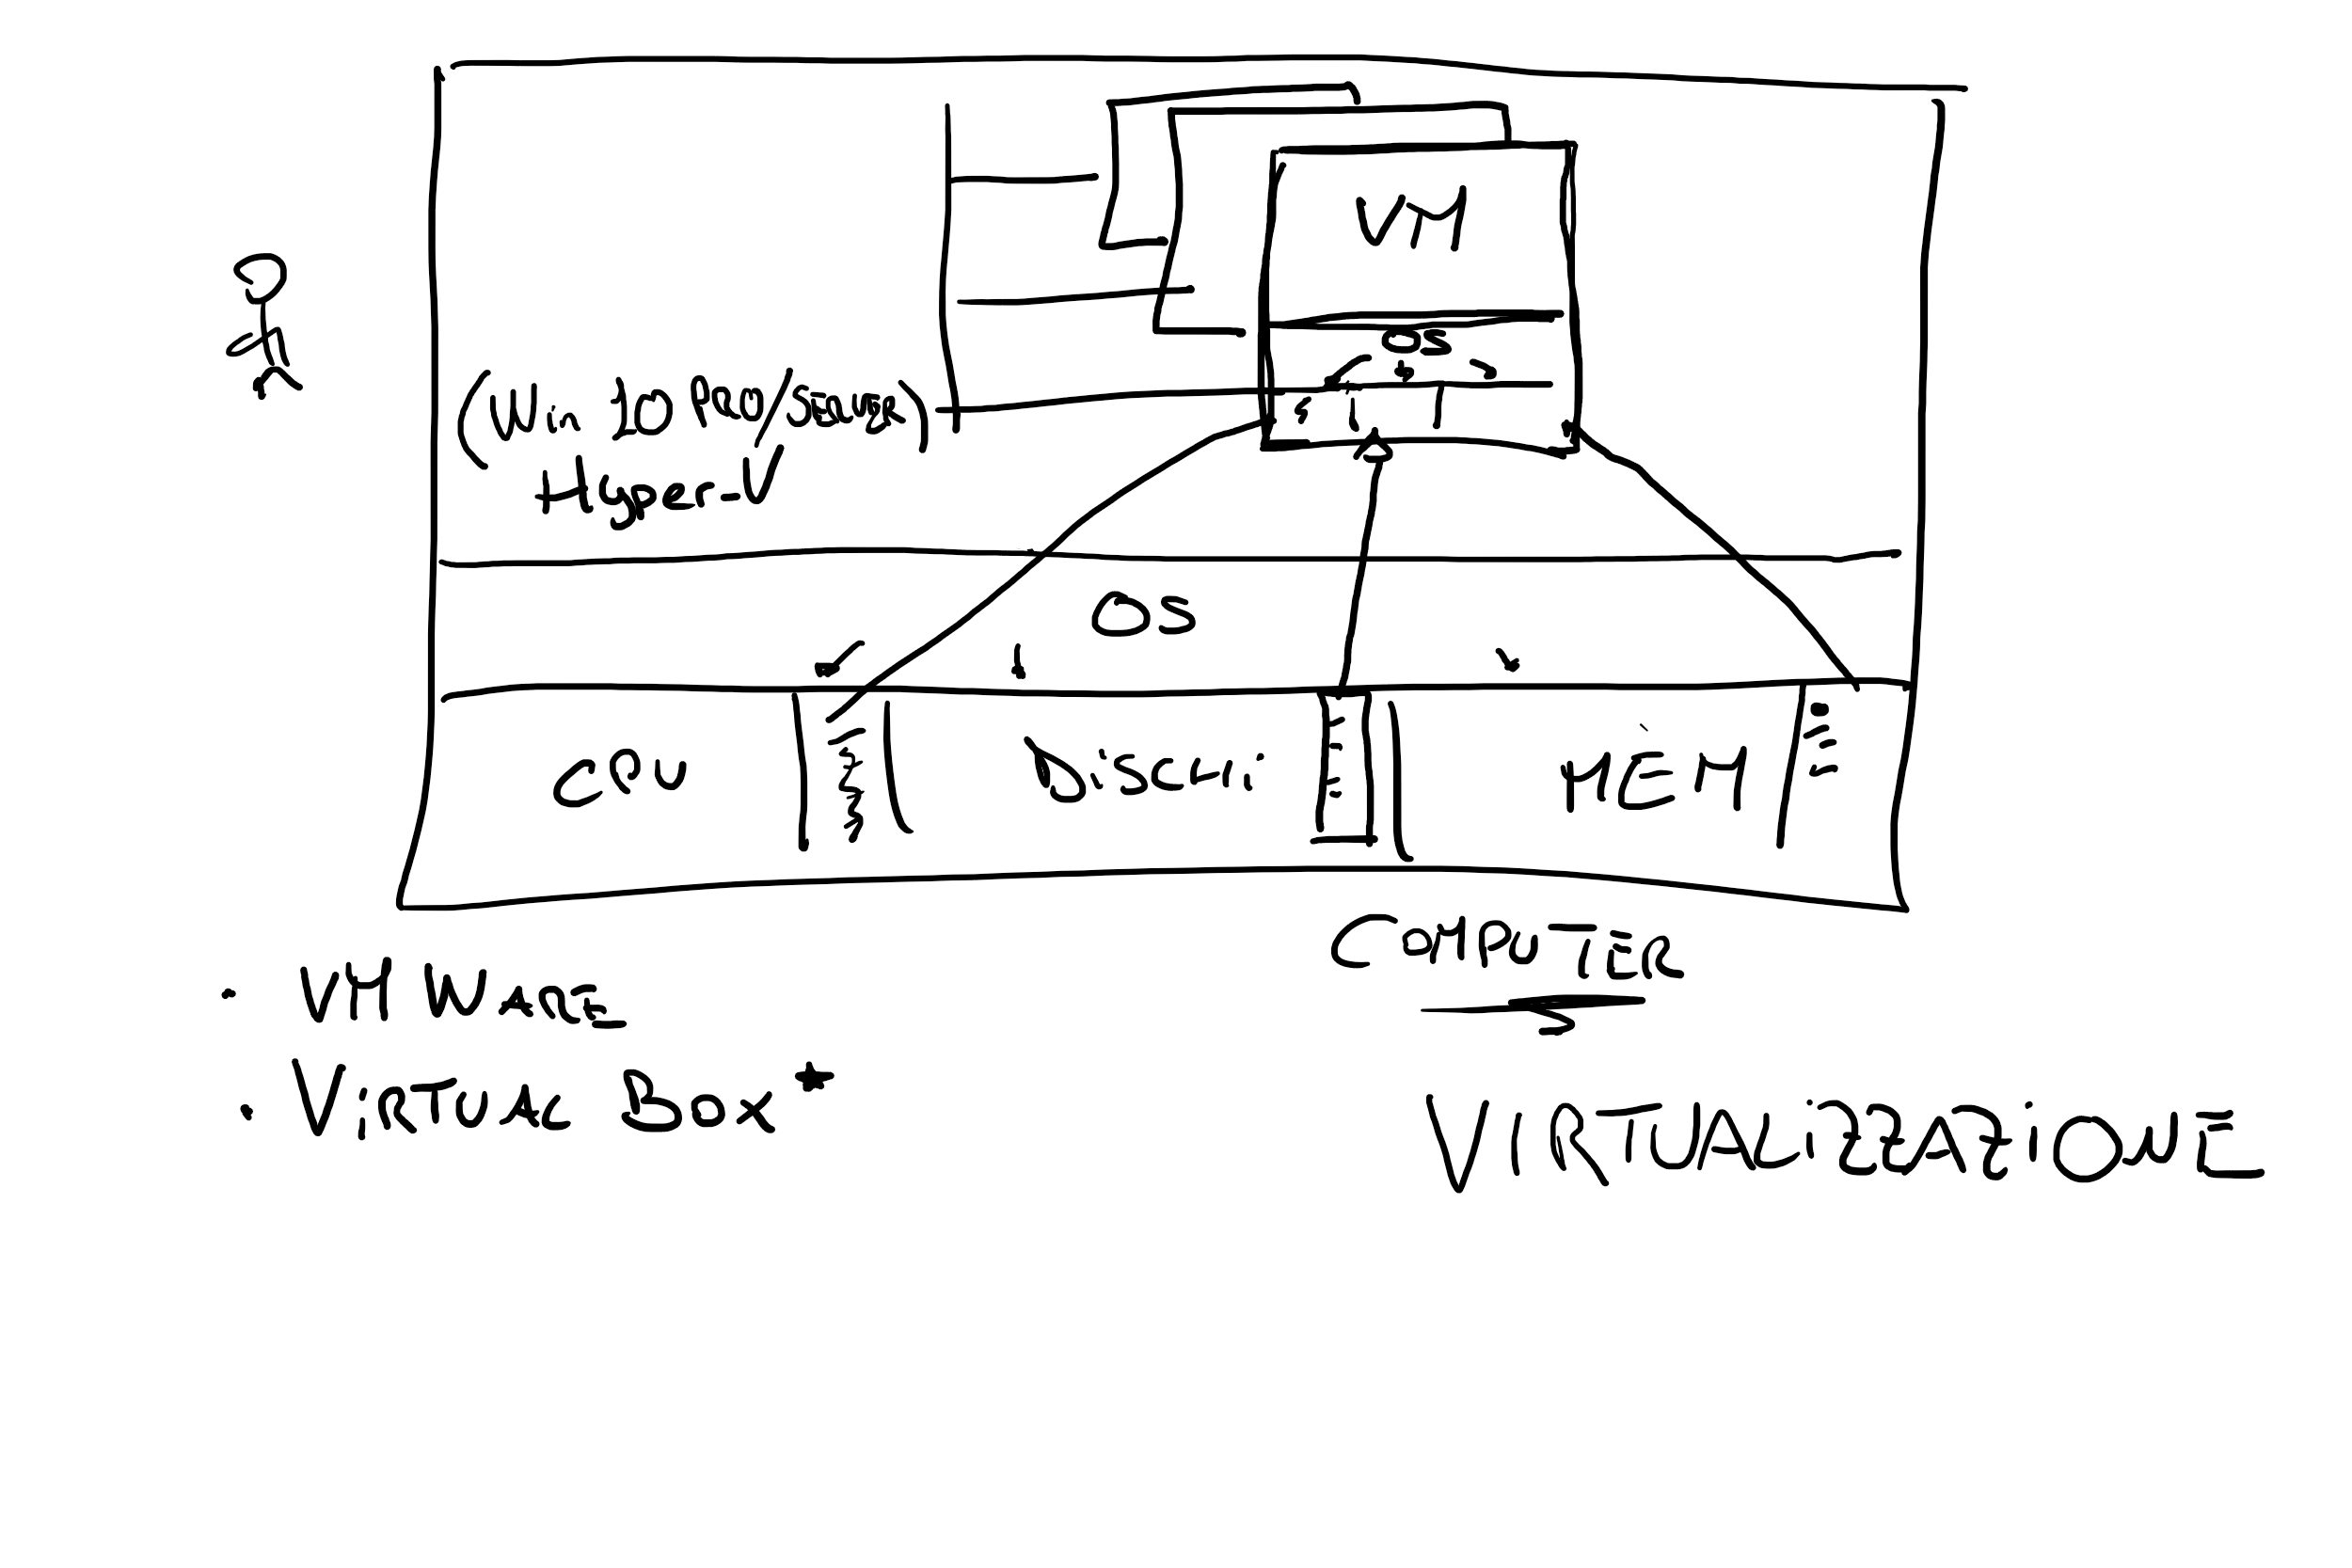 VM
OS
(Win 10 Pro/Server)
Hyper-V
OS
CPU
Dischi
MEM
COMPUTER
· VM WARE
· VIRTUAL BOX*
VIRTUALIZZAZIONE